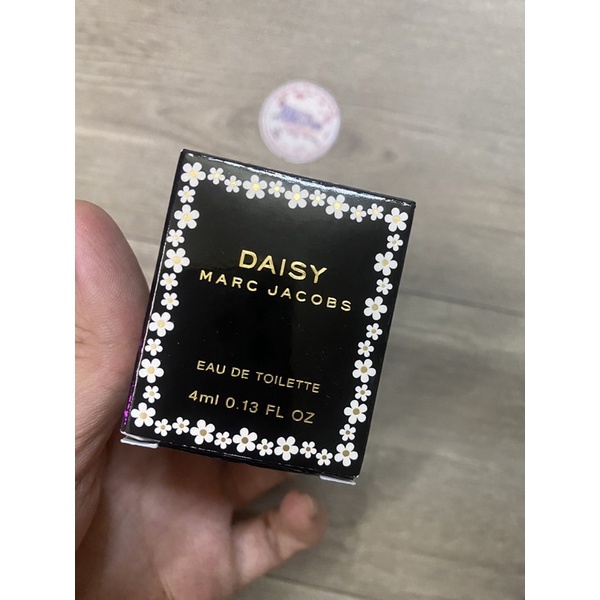 DAISY
MARC JACOBS
EAU DE TOILETTE
4ml 0.13 FL OZ